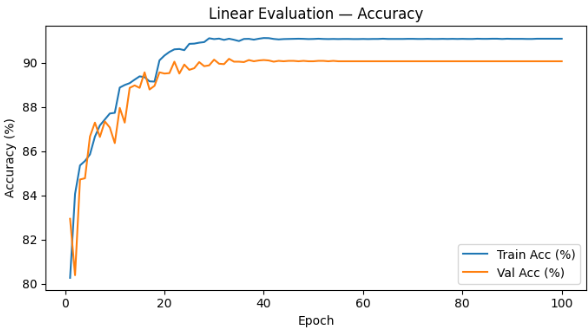 Linear Evaluation — Accuracy
Accuracy (%)
90
88
86
84
82
80
0
20
40
60
80
100
Epoch
Train Acc (%)
Val Acc (%)